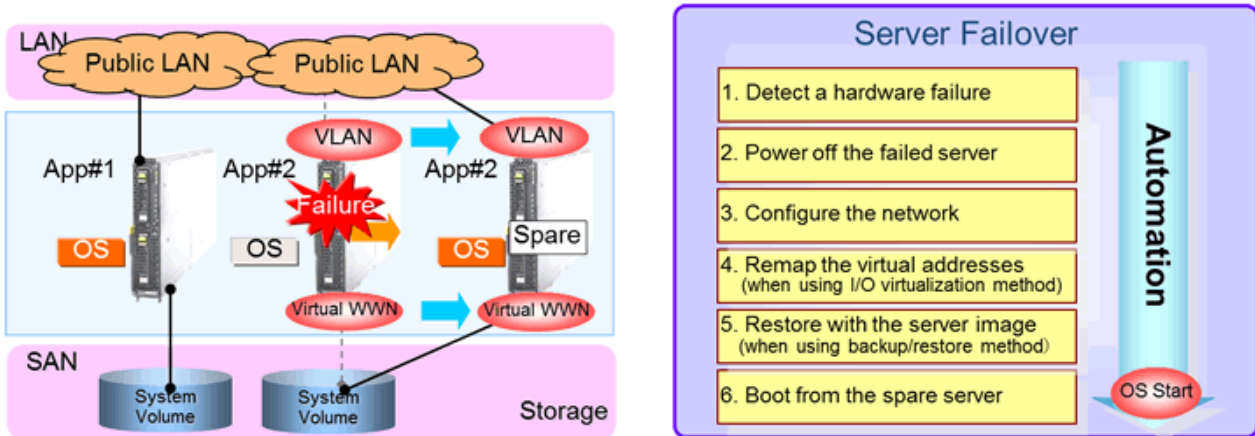 LAN
Public LAN
Public LAN
VLAN
VLAN
App#1
App#2
App#2
Failure
OS
OS
OS
Spare
Virtual WWN
Virtual WWN
SAN
System
Volume
System
Volume
Storage
Server Failover
1. Detect a hardware failure
2. Power off the failed server
3. Configure the network
4. Remap the virtual addresses
(when using I/O virtualization method)
5. Restore with the server image
(when using backup/restore method)
6. Boot from the spare server
Automation
OS Start